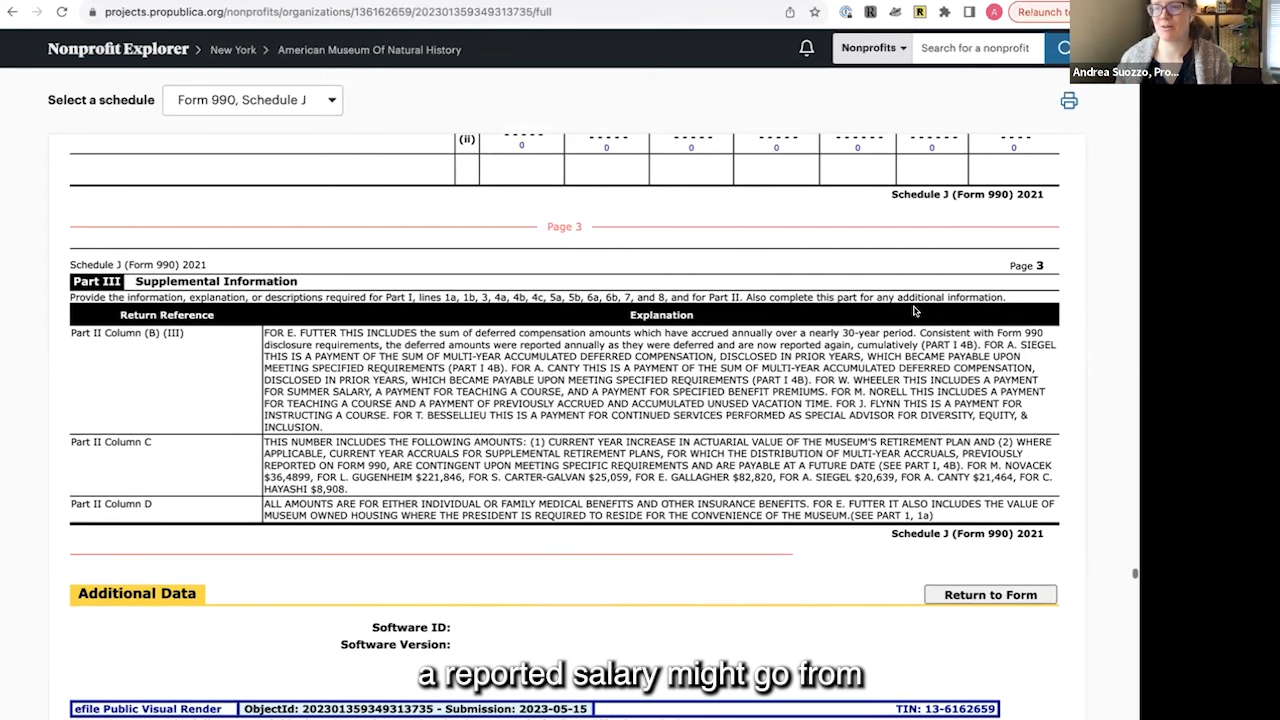 projects.propublica.org/nonprofits/organizations/136162659/202301359349313735/full
A
Relaunch to
Andrea Suozzo, Pro...
Nonprofit Explorer > New York > American Museum Of Natural History
Nonprofits
Search for a nonprofit
Select a schedule
Form 990, Schedule J
(ii)
0 0 0 0 0 0 0
Schedule J (Form 990) 2021
Page 3
Schedule J (Form 990) 2021
Page 3
Part III Supplemental Information
Provide the information, explanation, or descriptions required for Part I, lines 1a, 1b, 3, 4a, 4b, 4c, 5a, 5b, 6a, 6b, 7, and 8, and for Part II. Also complete this part for any additional information.
Return Reference Explanation
Part II Column (B) (III)
FOR E. FUTTER THIS INCLUDES the sum of deferred compensation amounts which have accrued annually over a nearly 30-year period. Consistent with Form 990
disclosure requirements, the deferred amounts were reported annually as they were deferred and are now reported again, cumulatively (PART I 4B). FOR A. SIEGEL
THIS IS A PAYMENT OF THE SUM OF MULTI-YEAR ACCUMULATED DEFERRED COMPENSATION, DISCLOSED IN PRIOR YEARS, WHICH BECAME PAYABLE UPON
MEETING SPECIFIED REQUIREMENTS (PART I 4B). FOR A. CANTY THIS IS A PAYMENT OF THE SUM OF MULTI-YEAR ACCUMULATED DEFERRED COMPENSATION,
DISCLOSED IN PRIOR YEARS, WHICH BECAME PAYABLE UPON MEETING SPECIFIED REQUIREMENTS (PART I 4B). FOR W. WHEELER THIS INCLUDES A PAYMENT
FOR SUMMER SALARY, A PAYMENT FOR TEACHING A COURSE, AND A PAYMENT FOR SPECIFIED BENEFIT PREMIUMS. FOR M. NORELL THIS INCLUDES A PAYMENT
FOR TEACHING A COURSE AND A PAYMENT OF PREVIOUSLY ACCRUED AND ACCUMULATED UNUSED VACATION TIME. FOR J. FLYNN THIS IS A PAYMENT FOR
INSTRUCTING A COURSE. FOR T. BESSELLIEU THIS IS A PAYMENT FOR CONTINUED SERVICES PERFORMED AS SPECIAL ADVISOR FOR DIVERSITY, EQUITY, &
INCLUSION.
Part II Column C
THIS NUMBER INCLUDES THE FOLLOWING AMOUNTS: (1) CURRENT YEAR INCREASE IN ACTUARIAL VALUE OF THE MUSEUM'S RETIREMENT PLAN AND (2) WHERE
APPLICABLE, CURRENT YEAR ACCRUALS FOR SUPPLEMENTAL RETIREMENT PLANS, FOR WHICH THE DISTRIBUTION OF MULTI-YEAR ACCRUALS, PREVIOUSLY
REPORTED ON FORM 990, ARE CONTINGENT UPON MEETING SPECIFIC REQUIREMENTS AND ARE PAYABLE AT A FUTURE DATE (SEE PART I, 4B). FOR M. NOVACEK
$36,4899, FOR L. GUGENHEIM $221,846, FOR S. CARTER-GALVAN $25,059, FOR E. GALLAGHER $82,820, FOR A. SIEGEL $20,639, FOR A. CANTY $21,464, FOR C.
HAYASHI $8,908.
Part II Column D
ALL AMOUNTS ARE FOR EITHER INDIVIDUAL OR FAMILY MEDICAL BENEFITS AND OTHER INSURANCE BENEFITS. FOR E. FUTTER IT ALSO INCLUDES THE VALUE OF
MUSEUM OWNED HOUSING WHERE THE PRESIDENT IS REQUIRED TO RESIDE FOR THE CONVENIENCE OF THE MUSEUM.(SEE PART 1, 1a)
Schedule J (Form 990) 2021
Additional Data
Return to Form
Software ID:
Software Version:
a reported salary might go from
efile Public Visual Render ObjectId: 202301359349313735 - Submission: 2023-05-15 TIN: 13-6162659